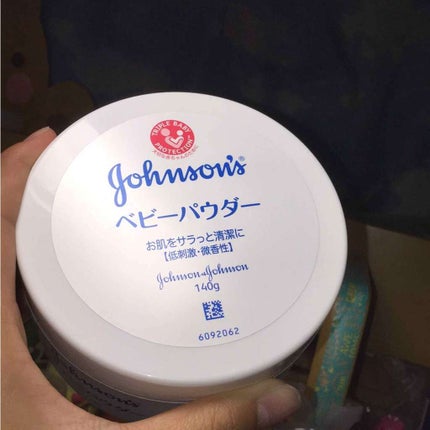 TRIPLE BABY
PROTECTION
Johnson's®
ベビーパウダー
お肌をサラっと清潔に
【低刺激・微香性】
Johnson & Johnson
140g
6092062
Johnson's